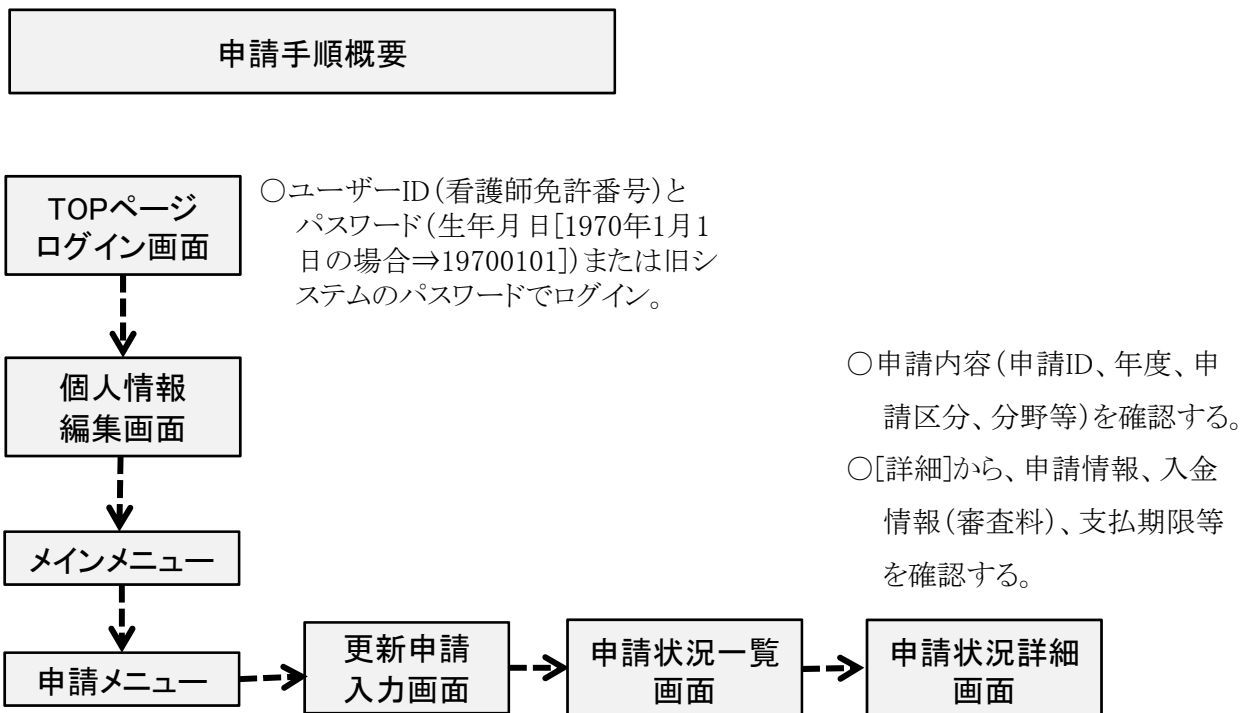 申請手順概要
TOPページ
ログイン画面
○ユーザーID(看護師免許番号)と
パスワード(生年月日[1970年1月1
日の場合⇒19700101])または旧シ
ステムのパスワードでログイン。
個人情報
編集画面
メインメニュー
申請メニュー
更新申請
入力画面
○申請内容(申請ID、年度、申
請区分、分野等)を確認する。
○[詳細]から、申請情報、入金
情報(審査料)、支払期限等
を確認する。
申請状況一覧
画面
申請状況詳細
画面